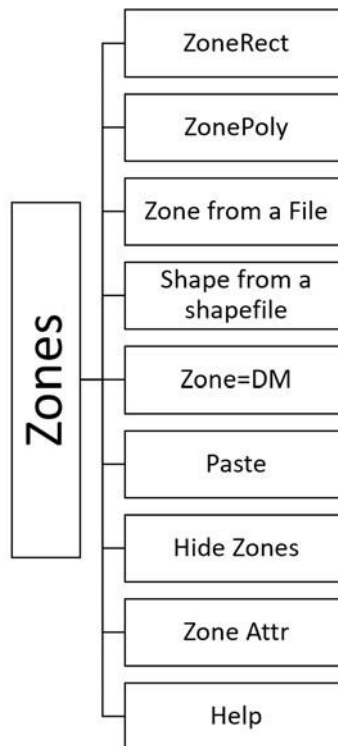 Zones
ZoneRect
ZonePoly
Zone from a File
Shape from a
shapefile
Zone=DM
Paste
Hide Zones
Zone Attr
Help